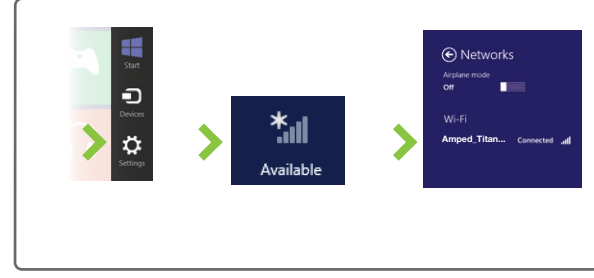 Start
Devices
Settings
Available
Networks
Airplane mode
Off
Wi-Fi
Amped_Titan... Connected